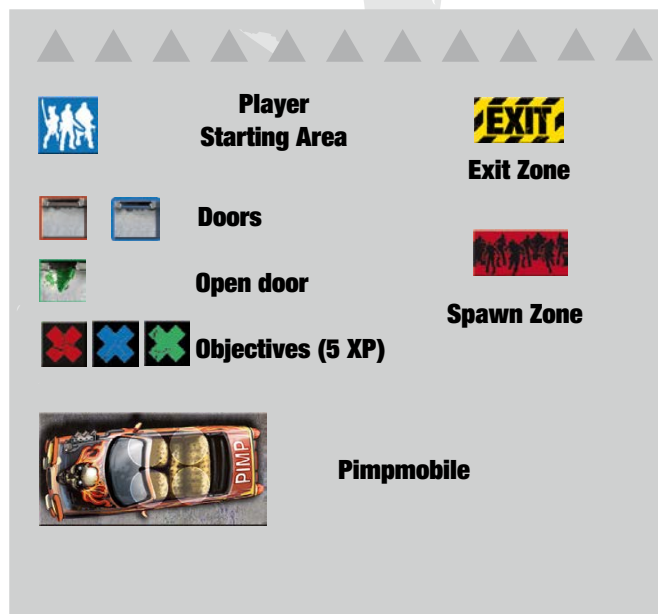 Player
Starting Area
EXIT
Exit Zone
Doors
Open door
Spawn Zone
Objectives (5 XP)
PIMP
Pimpmobile